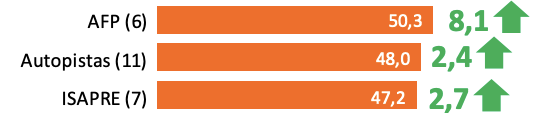 AFP (6) 50,3 8,1
Autopistas (11) 48,0 2,4
ISAPRE (7) 47,2 2,7